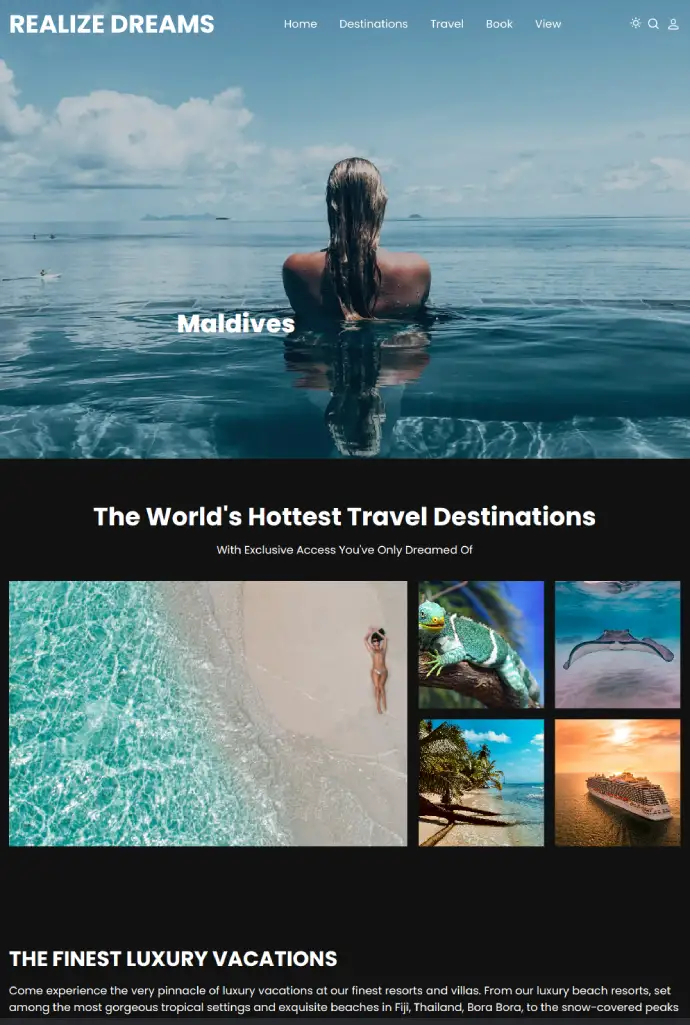 REALIZE DREAMS
Home Destinations Travel Book View
Maldives
The World's Hottest Travel Destinations
With Exclusive Access You've Only Dreamed Of
THE FINEST LUXURY VACATIONS
Come experience the very pinnacle of luxury vacations at our finest resorts and villas. From our luxury beach resorts, set
among the most gorgeous tropical settings and exquisite beaches in Fiji, Thailand, Bora Bora, to the snow-covered peaks